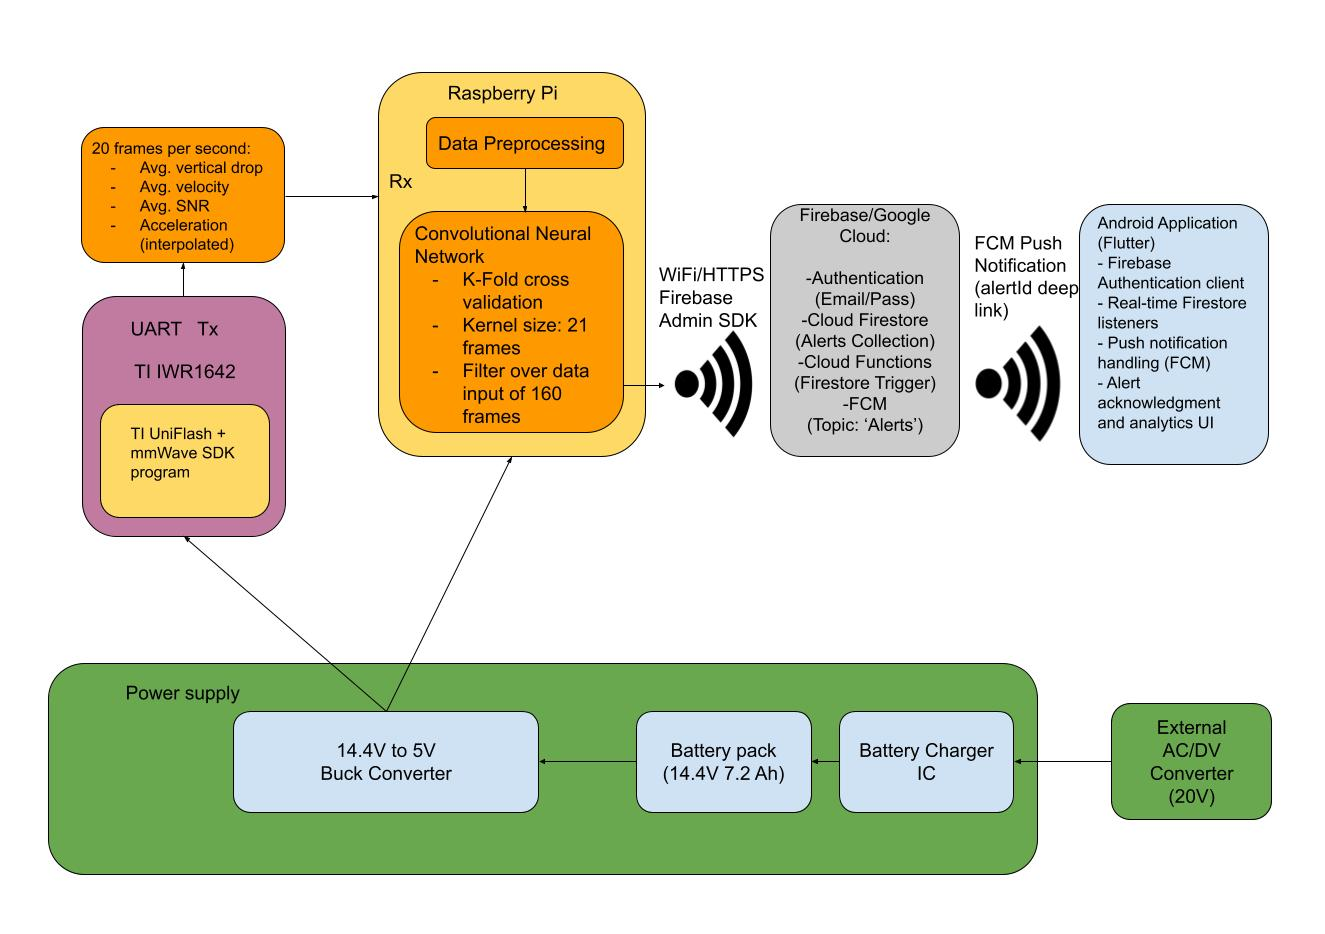 Raspberry Pi
Data Preprocessing
Rx
20 frames per second:
- Avg. vertical drop
- Avg. velocity
- Avg. SNR
- Acceleration
(interpolated)
Convolutional Neural
Network
- K-Fold cross
validation
- Kernel size: 21
frames
- Filter over data
input of 160
frames
UART Tx
TI IWR1642
TI UniFlash +
mmWave SDK
program
WiFi/HTTPS
Firebase
Admin SDK
Firebase/Google
Cloud:
-Authentication
(Email/Pass)
-Cloud Firestore
(Alerts Collection)
-Cloud Functions
(Firestore Trigger)
-FCM
(Topic: ‘Alerts’)
FCM Push
Notification
(alertId deep
link)
Android Application
(Flutter)
- Firebase
Authentication client
- Real-time Firestore
listeners
- Push notification
handling (FCM)
- Alert
acknowledgment
and analytics UI
Power supply
14.4V to 5V
Buck Converter
Battery pack
(14.4V 7.2 Ah)
Battery Charger
IC
External
AC/DV
Converter
(20V)